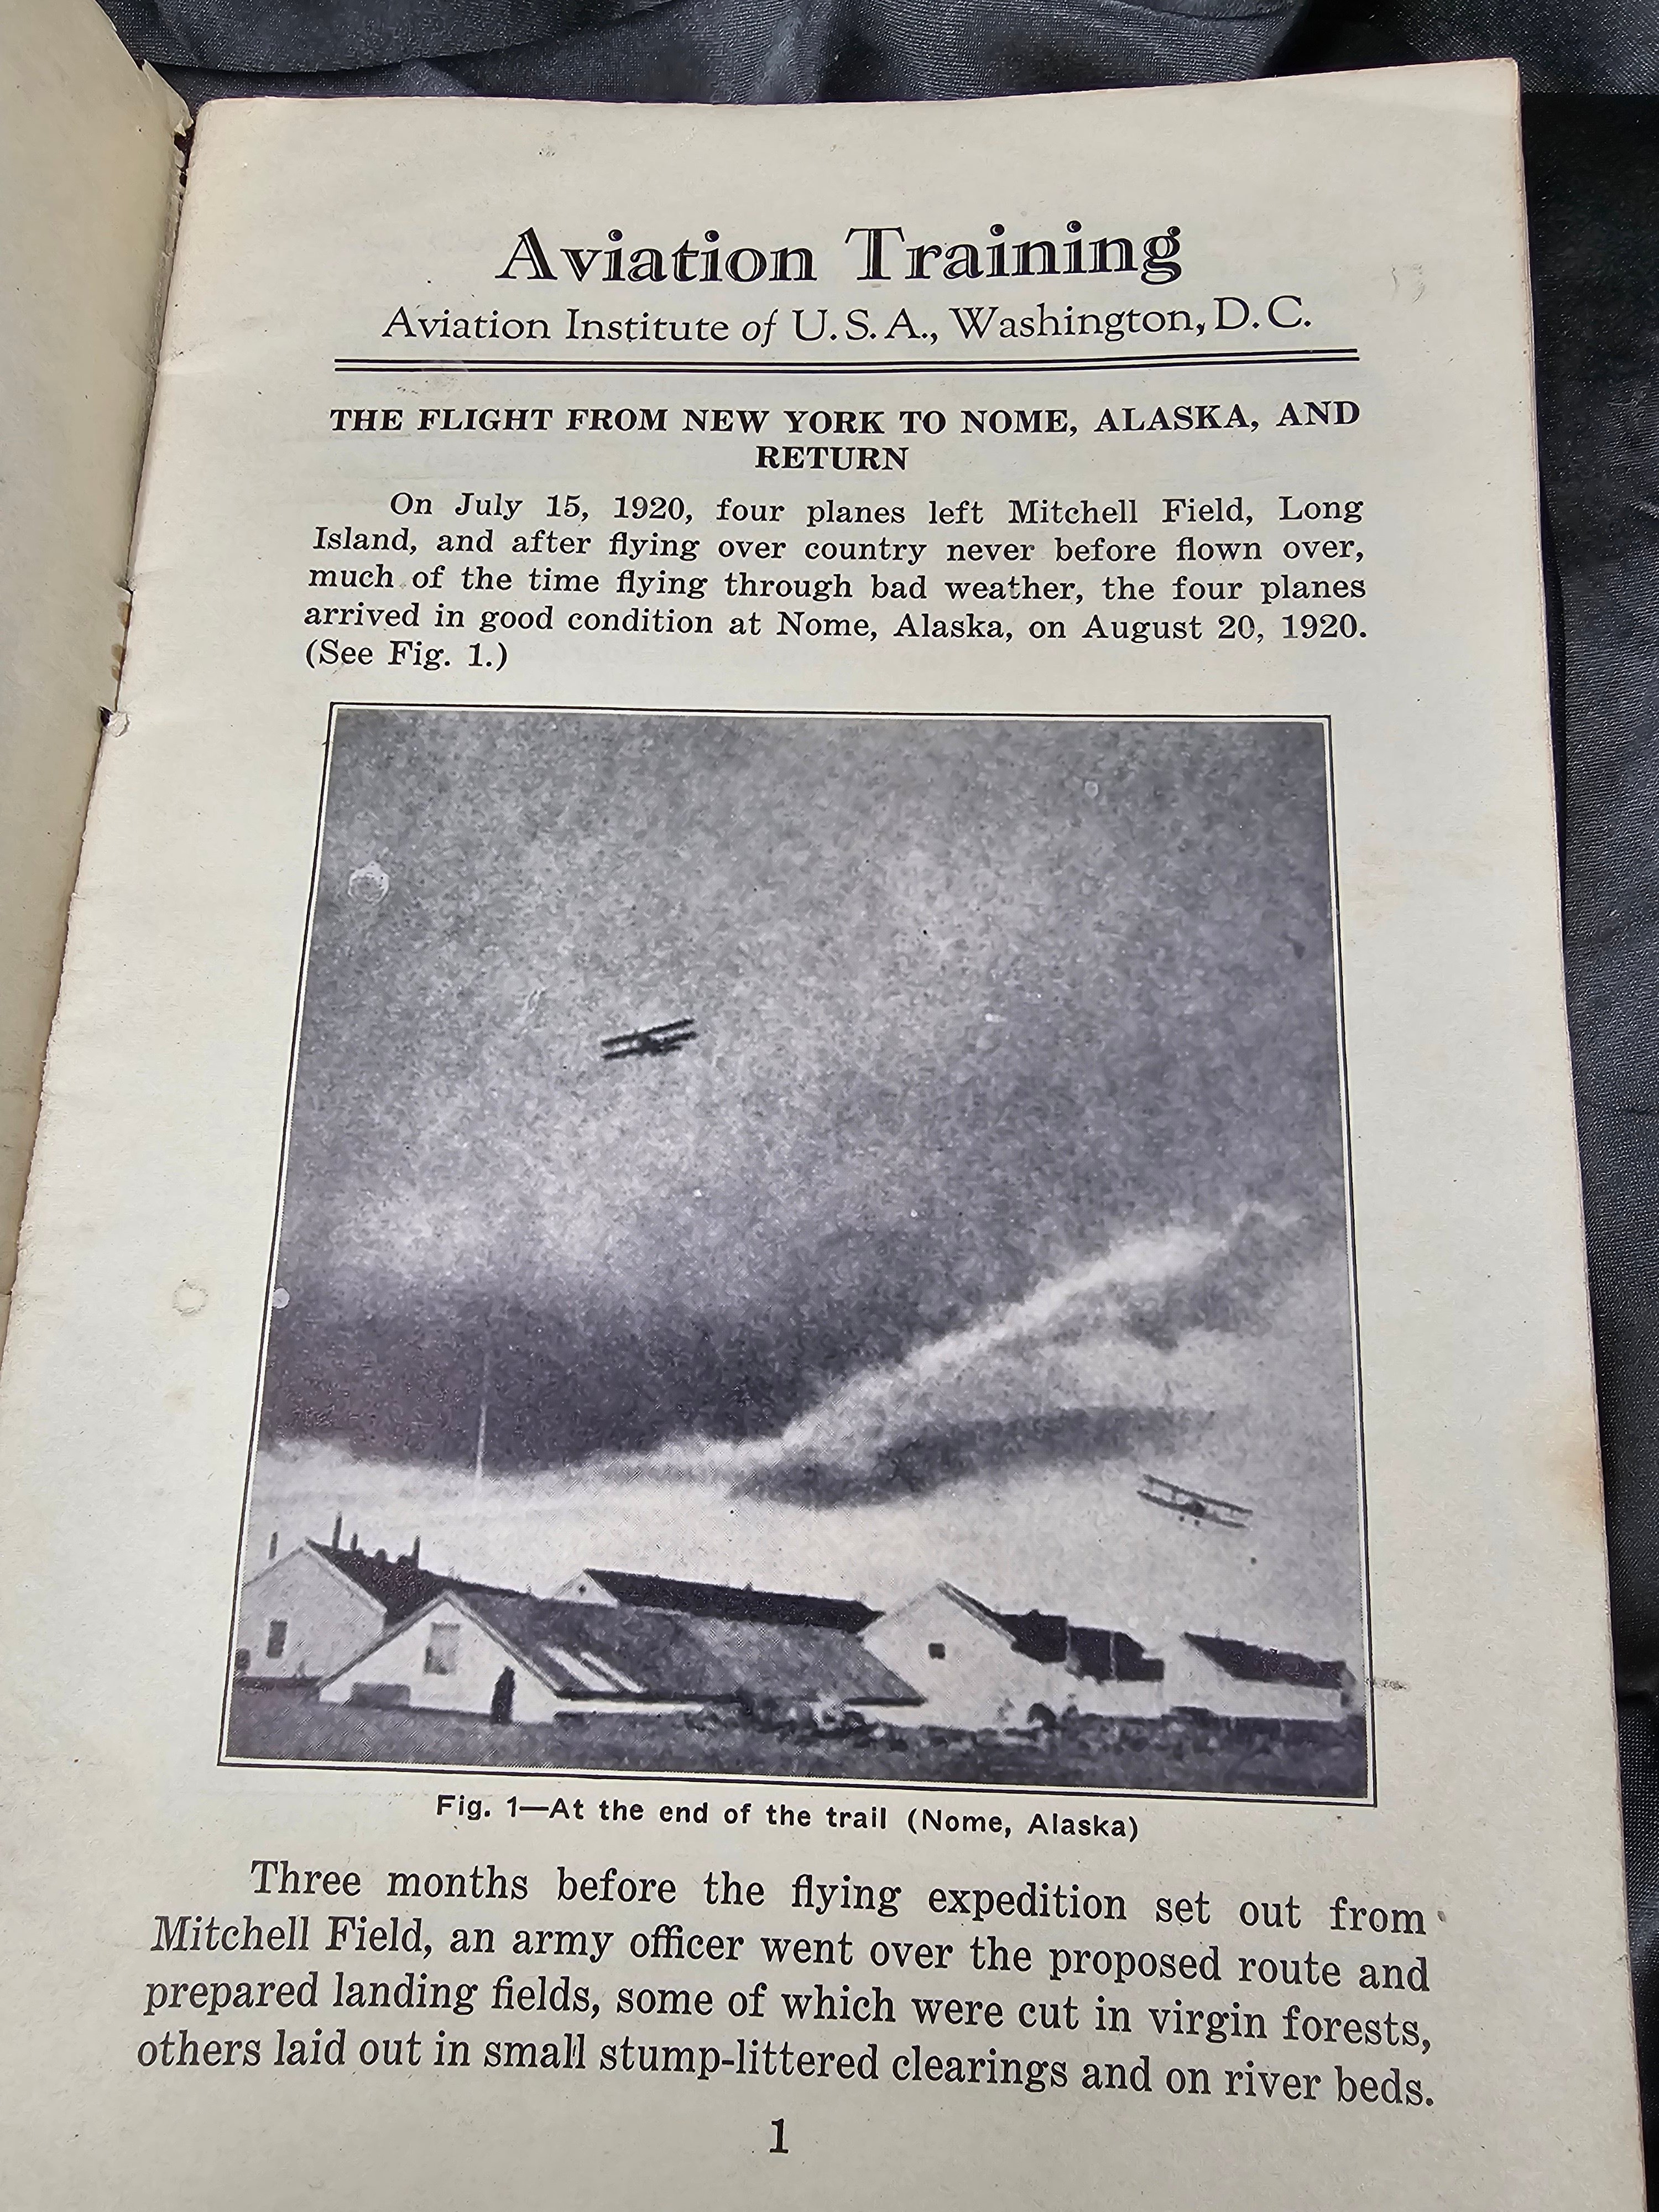 Aviation Training
Aviation Institute of U.S.A., Washington, D.C.
THE FLIGHT FROM NEW YORK TO NOME, ALASKA, AND
RETURN
On July 15, 1920, four planes left Mitchell Field, Long
Island, and after flying over country never before flown over,
much of the time flying through bad weather, the four planes
arrived in good condition at Nome, Alaska, on August 20, 1920.
(See Fig. 1.)
Fig. 1—At the end of the trail (Nome, Alaska)
Three months before the flying expedition set out from
Mitchell Field, an army officer went over the proposed route and
prepared landing fields, some of which were cut in virgin forests,
others laid out in small stump-littered clearings and on river beds.
1